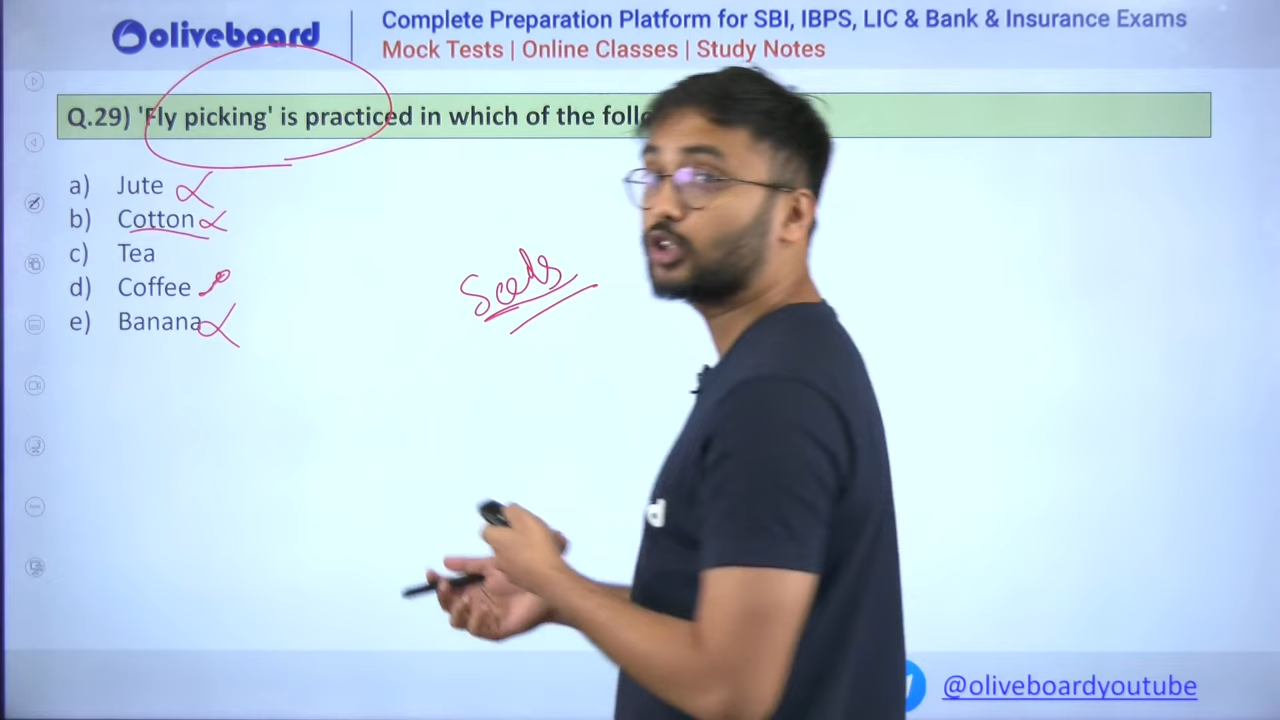 oliveboard
Complete Preparation Platform for SBI, IBPS, LIC & Bank & Insurance Exams
Mock Tests | Online Classes | Study Notes
Q.29) 'Fly picking' is practiced in which of the
a) Jute
b) Cotton
c) Tea
d) Coffee
e) Banana
Seeds
@oliveboardyoutube